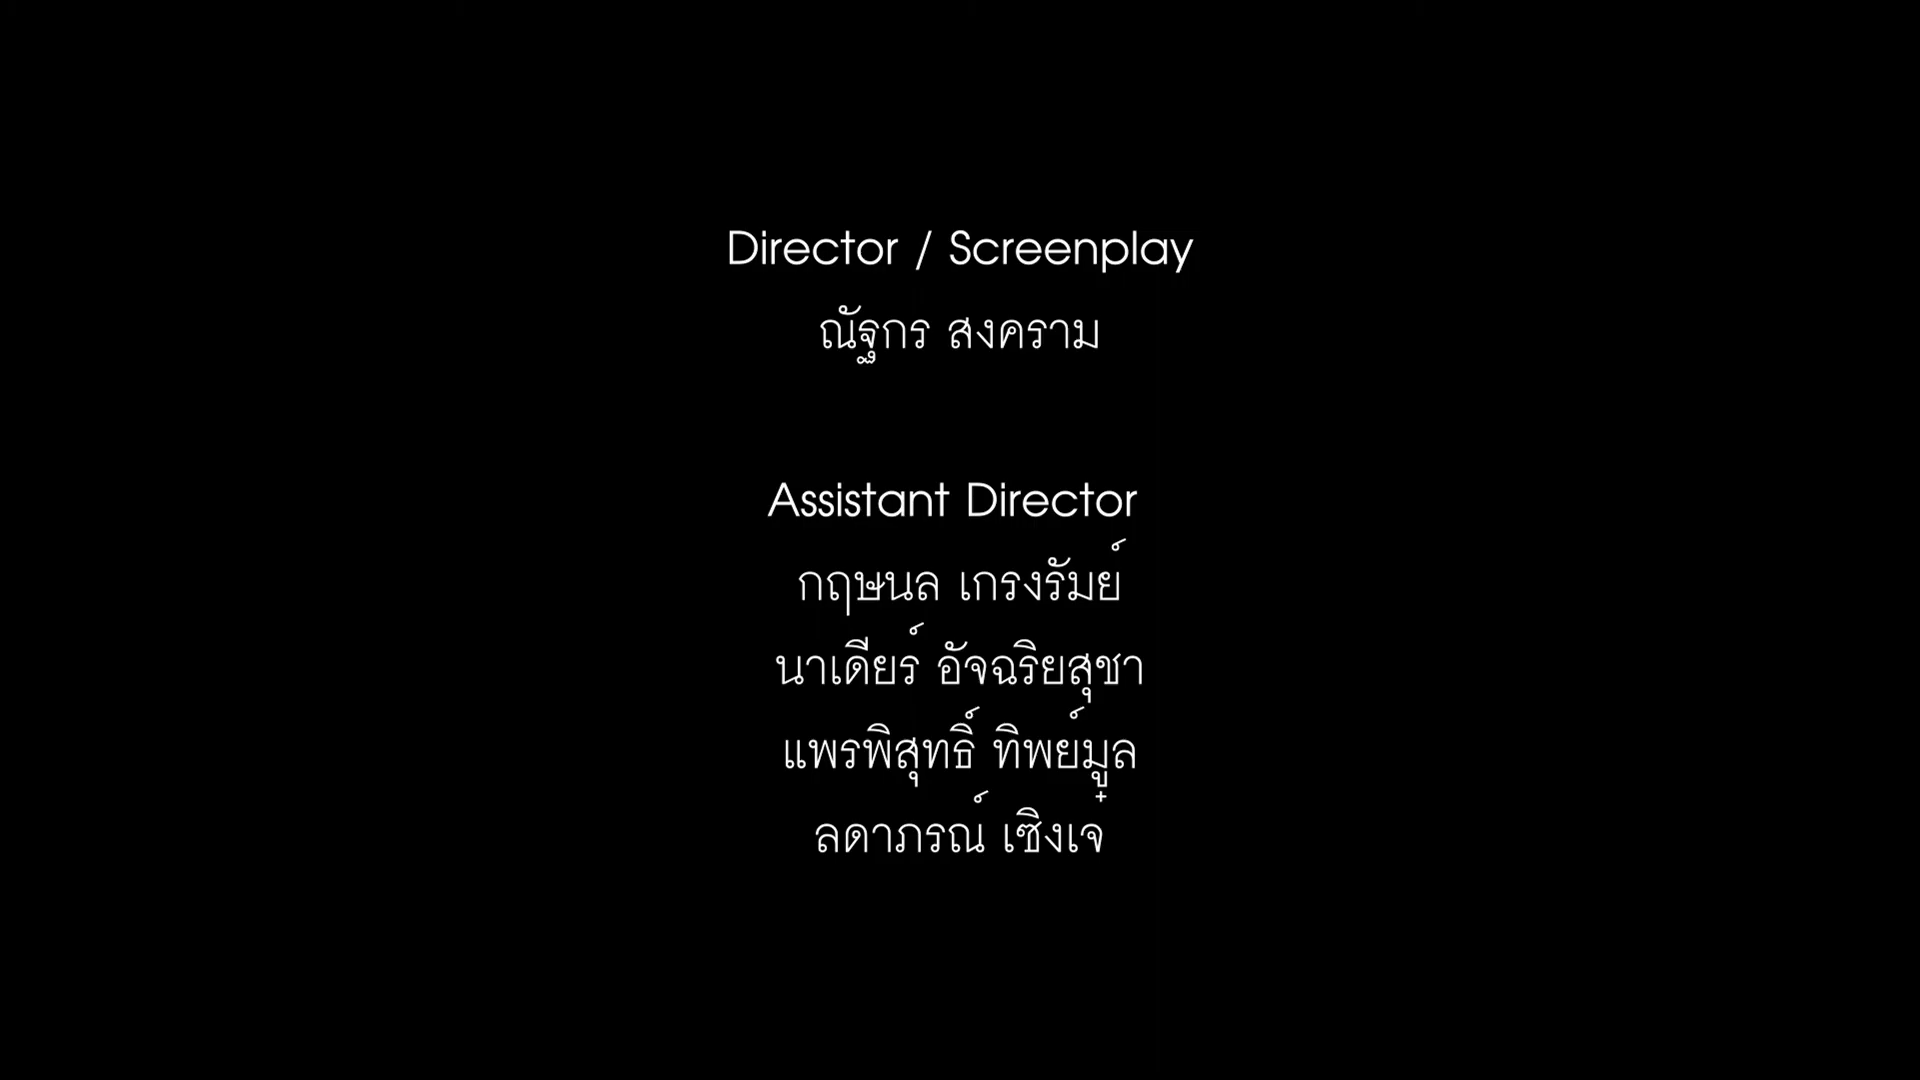 Director / Screenplay
ณัฐกร สงคราม
Assistant Director
กฤษนล เกรงรัมย์
นาเดียร์ อัจฉริยสุชา
แพรพิสุทธิ์ ทิพย์มูล
ลดาภรณ์ เซิงเจ๋